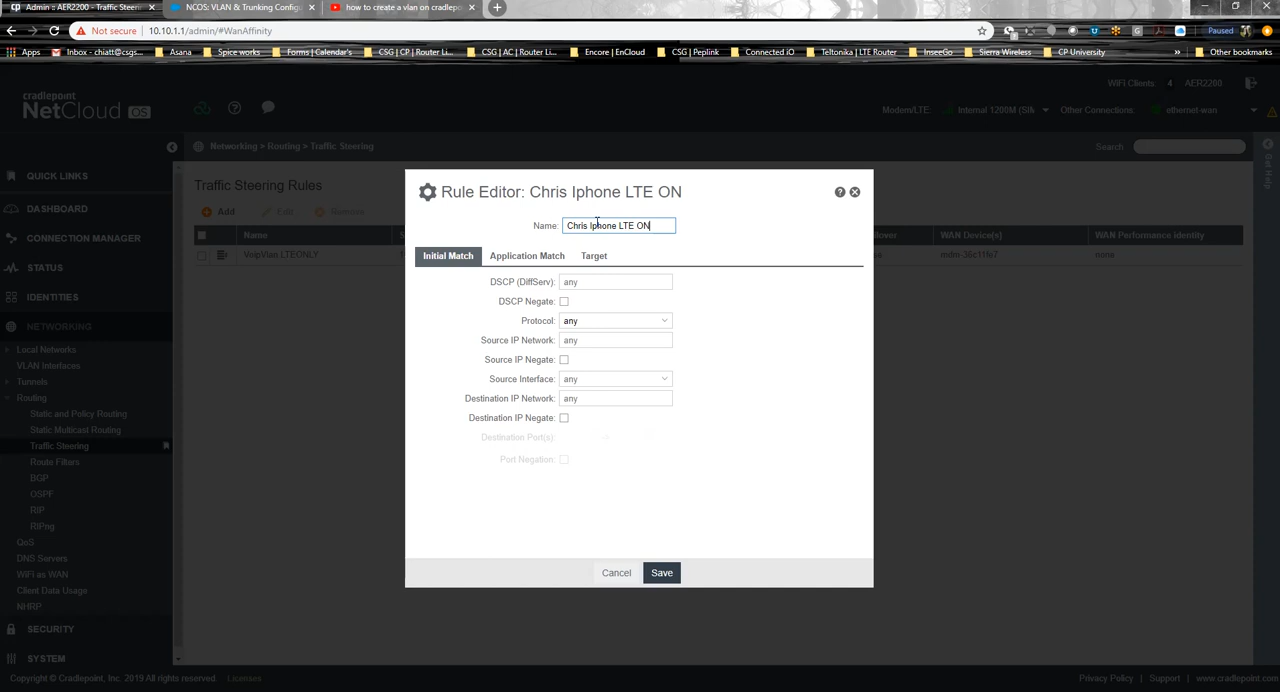 Admin :: AER2200 - Traffic Steeri
NCOS: VLAN & Trunking Configu
how to create a vlan on cradlepo
Not secure
10.10.1.1/admin/#WanAffinity
Paused
Apps
Inbox - chiatt@csgs...
Asana
Spice works
Forms | Calendar's
CSG | CP | Router Li...
CSG | AC | Router Li...
Encore | EnCloud
CSG | Peplink
Connected iO
Teltonika | LTE Router
InseeGo
Sierra Wireless
CP University
»
Other bookmarks
WiFi Clients: 4 AER2200
cradlepoint
NetCloud OS
Modem/LTE: Internal 1200M (SIM Other Connections: ethernet-wan
Networking > Routing > Traffic Steering
Search
Get Help
QUICK LINKS
DASHBOARD
CONNECTION MANAGER
STATUS
IDENTITIES
NETWORKING
Local Networks
VLAN Interfaces
Tunnels
Routing
Static and Policy Routing
Static Multicast Routing
Traffic Steering
Route Filters
BGP
OSPF
RIP
RIPng
QoS
DNS Servers
WiFi as WAN
Client Data Usage
NHRP
SECURITY
SYSTEM
Traffic Steering Rules
Add Edit Remove
Name
WAN Device(s)
WAN Performance identity
VoipVlan LTEONLY
mdm-36c11fe7
none
Rule Editor: Chris Iphone LTE ON
Name: Chris Iphone LTE ON
Initial Match
Application Match
Target
DSCP (DiffServ): any
DSCP Negate:
Protocol: any
Source IP Network: any
Source IP Negate:
Source Interface: any
Destination IP Network: any
Destination IP Negate:
Destination Port(s):
Port Negation:
Cancel
Save
Copyright © Cradlepoint, Inc. 2019 All rights reserved. Licenses
Privacy Policy | Support | www.cradlepoint.com